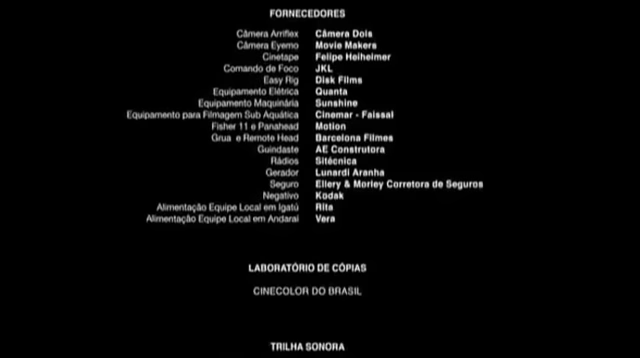 FORNECEDORES
Câmera Arriflex Câmera Dois
Câmera Eyemo Movie Makers
Cinetape Felipe Heiheimer
Comando de Foco JKL
Easy Rig Disk Films
Equipamento Elétrica Quanta
Equipamento Maquinária Sunshine
Equipamento para Filmagem Sub Aquática Cinemar - Faissal
Fisher 11 e Panahead Motion
Grua e Remote Head Barcelona Filmes
Guindaste AE Construtora
Rádios Sitécnica
Gerador Lunardi Aranha
Seguro Ellery & Morley Corretora de Seguros
Negativo Kodak
Alimentação Equipe Local em Igatú Rita
Alimentação Equipe Local em Andaraí Vera
LABORATÓRIO DE CÓPIAS
CINECOLOR DO BRASIL
TRILHA SONORA